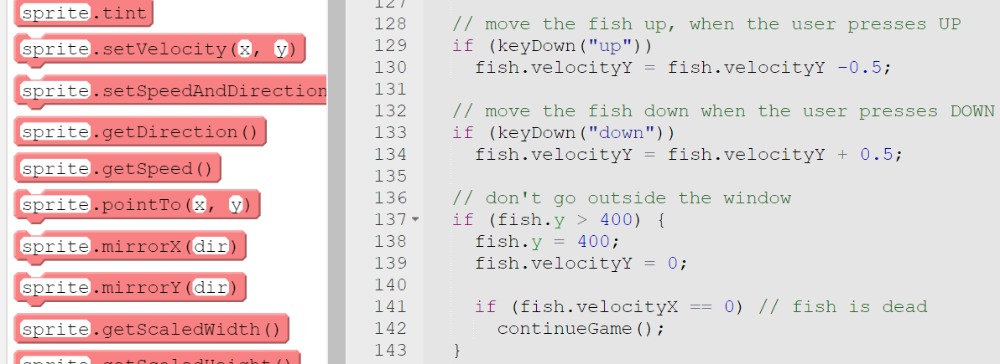 sprite.tint
sprite.setVelocity(x, y)
sprite.setSpeedAndDirection
sprite.getDirection()
sprite.getSpeed()
sprite.pointTo(x, y)
sprite.mirrorX(dir)
sprite.mirrorY(dir)
sprite.getScaledWidth()
sprite.getScaledHeight()
127
128 // move the fish up, when the user presses UP
129 if (keyDown("up"))
130 fish.velocityY = fish.velocityY -0.5;
131
132 // move the fish down when the user presses DOWN
133 if (keyDown("down"))
134 fish.velocityY = fish.velocityY + 0.5;
135
136 // don't go outside the window
137 if (fish.y > 400) {
138 fish.y = 400;
139 fish.velocityY = 0;
140
141 if (fish.velocityX == 0) // fish is dead
142 continueGame();
143 }